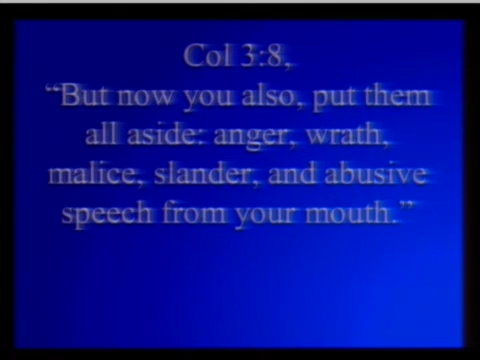 Col 3:8,
“But now you also, put them
all aside: anger, wrath,
malice, slander, and abusive
speech from your mouth.”